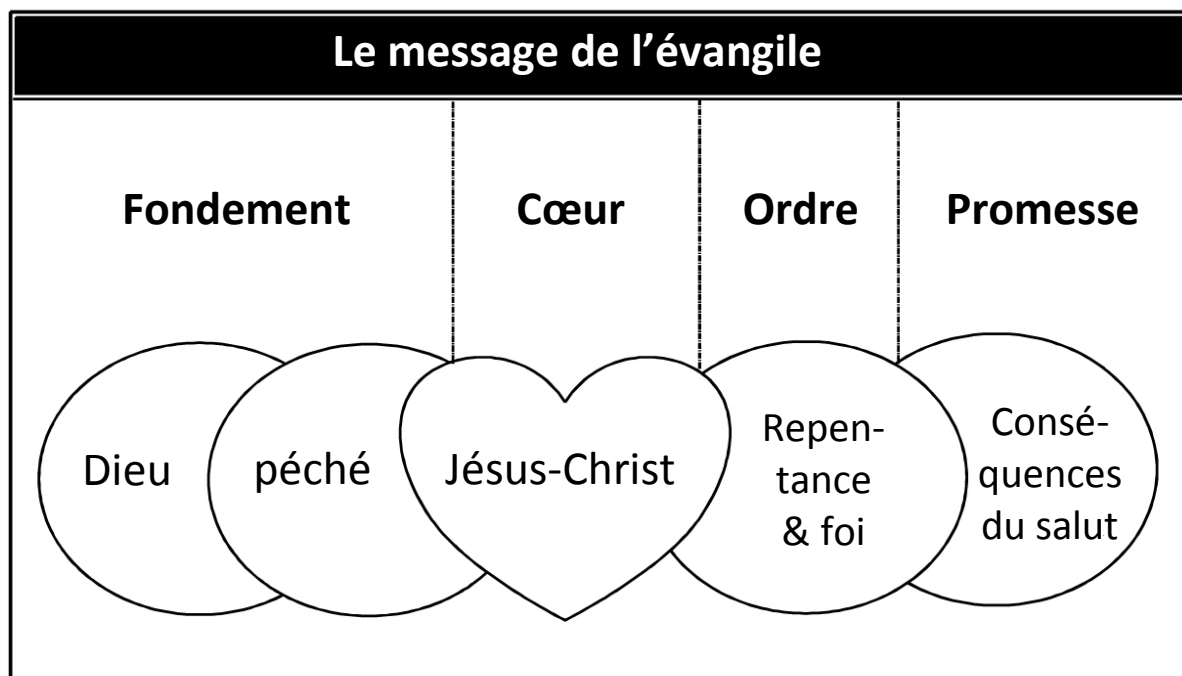 Le message de l’évangile
Fondement
Cœur
Ordre
Promesse
Dieu
péché
Jésus-Christ
Repen-
tance
& foi
Consé-
quences
du salut